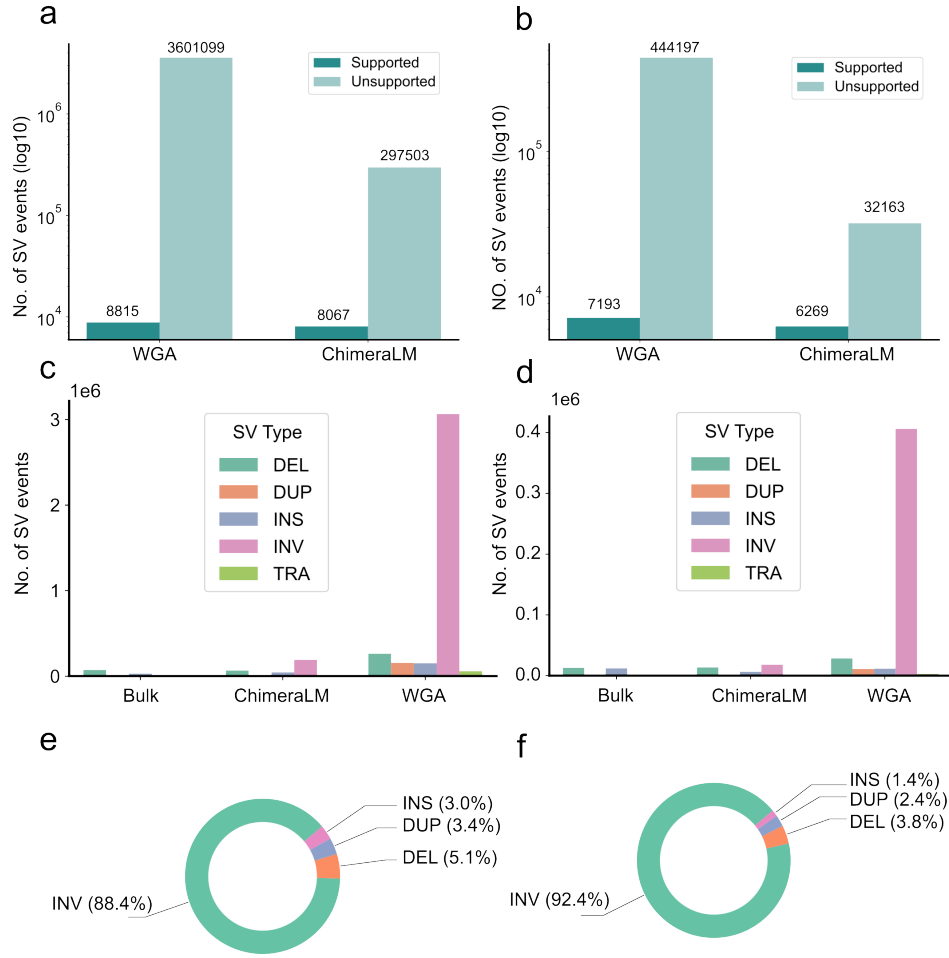 a
3601099
Supported
Unsupported
No. of SV events (log10)
10^6
10^5
10^4
297503
8815
8067
WGA
ChimeraLM
b
444197
Supported
Unsupported
NO. of SV events (log10)
10^5
10^4
32163
7193
6269
WGA
ChimeraLM
c
1e6
No. of SV events
3
2
1
0
SV Type
DEL
DUP
INS
INV
TRA
Bulk
ChimeraLM
WGA
d
1e6
No. of SV events
0.4
0.3
0.2
0.1
0.0
SV Type
DEL
DUP
INS
INV
TRA
Bulk
ChimeraLM
WGA
e
INS (3.0%)
DUP (3.4%)
DEL (5.1%)
INV (88.4%)
f
INS (1.4%)
DUP (2.4%)
DEL (3.8%)
INV (92.4%)